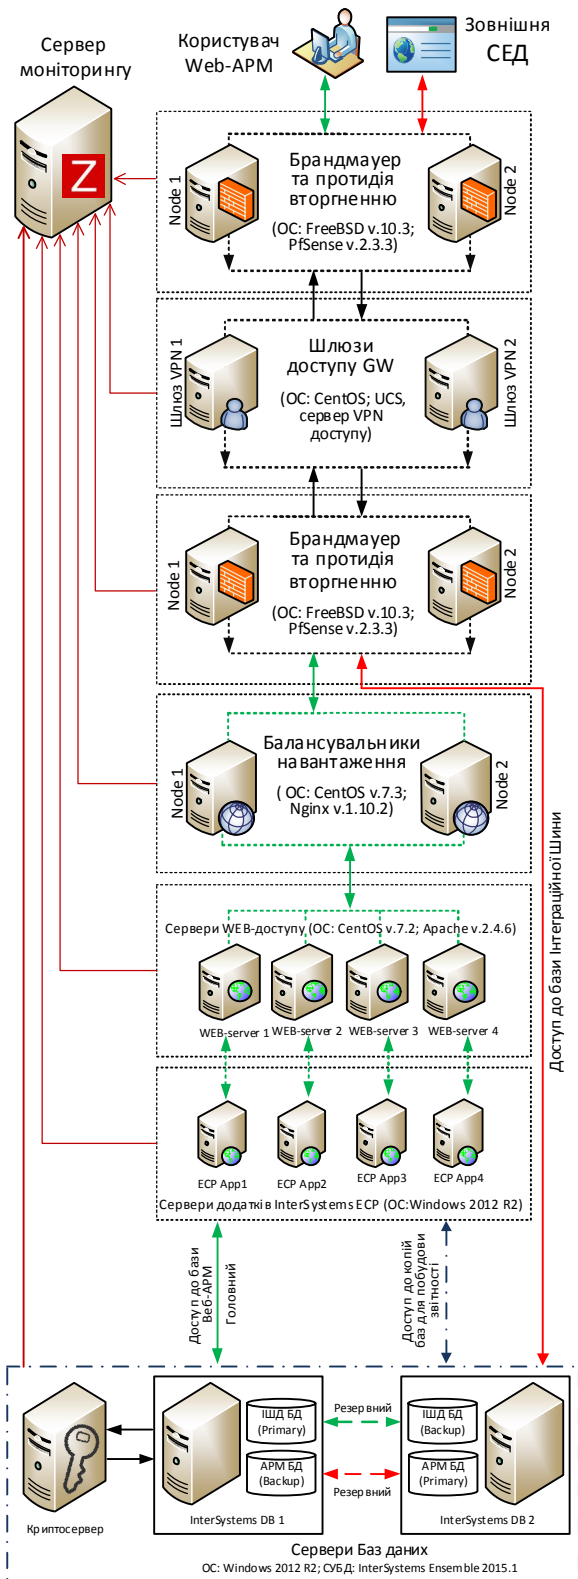 Сервер
моніторингу
Користувач
Web-АРМ
Зовнішня
СЕД
Z
Node 1
Брандмауер
та протидія
вторгненню
(ОС: FreeBSD v.10.3;
PfSense v.2.3.3)
Node 2
Шлюз VPN 1
Шлюзи
доступу GW
(ОС: CentOS; UCS,
сервер VPN
доступу)
Шлюз VPN 2
Node 1
Брандмауер
та протидія
вторгненню
(ОС: FreeBSD v.10.3;
PfSense v.2.3.3)
Node 2
Node 1
Балансувальники
навантаження
( ОС: CentOS v.7.3;
Nginx v.1.10.2)
Node 2
Доступ до бази Інтеграційної Шини
Сервери WEB-доступу (ОС: CentOS v.7.2; Apache v.2.4.6)
WEB-server 1
WEB-server 2
WEB-server 3
WEB-server 4
ECP App1
ECP App2
ECP App3
ECP App4
Сервери додатків InterSystems ECP (ОС:Windows 2012 R2)
Доступ до бази
Веб-АРМ
Головний
Доступ до копій
баз для побудови
звітності
ІШД БД
(Primary)
Резервний
ІШД БД
(Backup)
АРМ БД
(Backup)
Резервний
АРМ БД
(Primary)
Криптосервер
InterSystems DB 1
InterSystems DB 2
Сервери Баз даних
ОС: Windows 2012 R2; СУБД: InterSystems Ensemble 2015.1